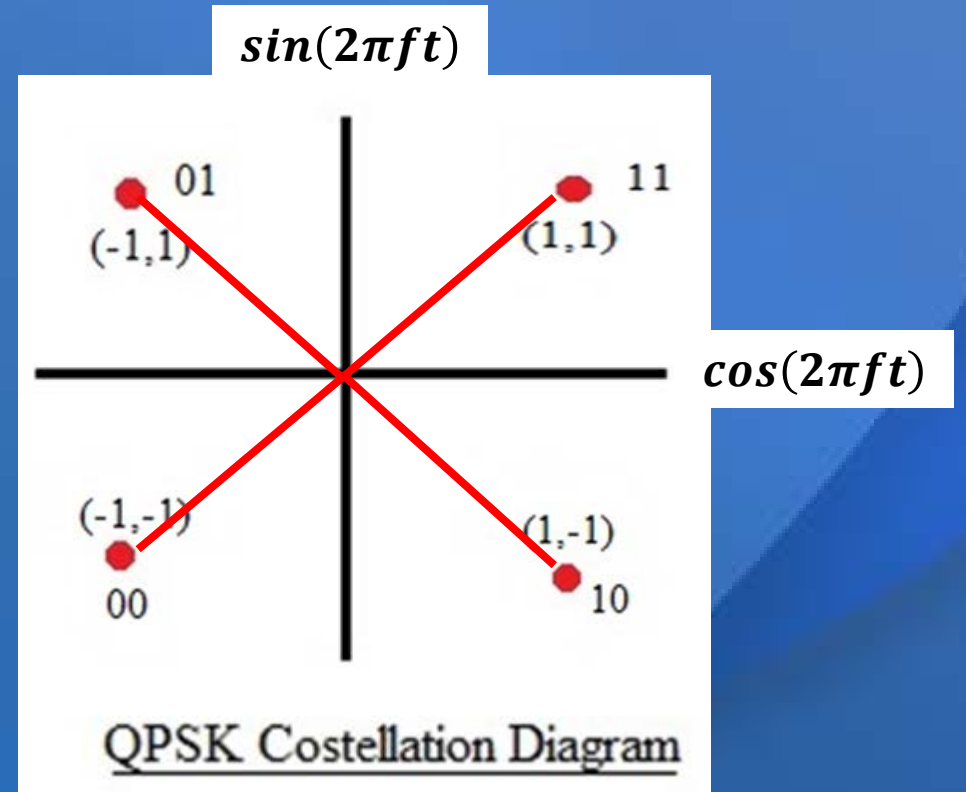 sin(2πft)
01
11
(-1,1)
(1,1)
cos(2πft)
(-1,-1)
(1,-1)
00
10
QPSK Costellation Diagram